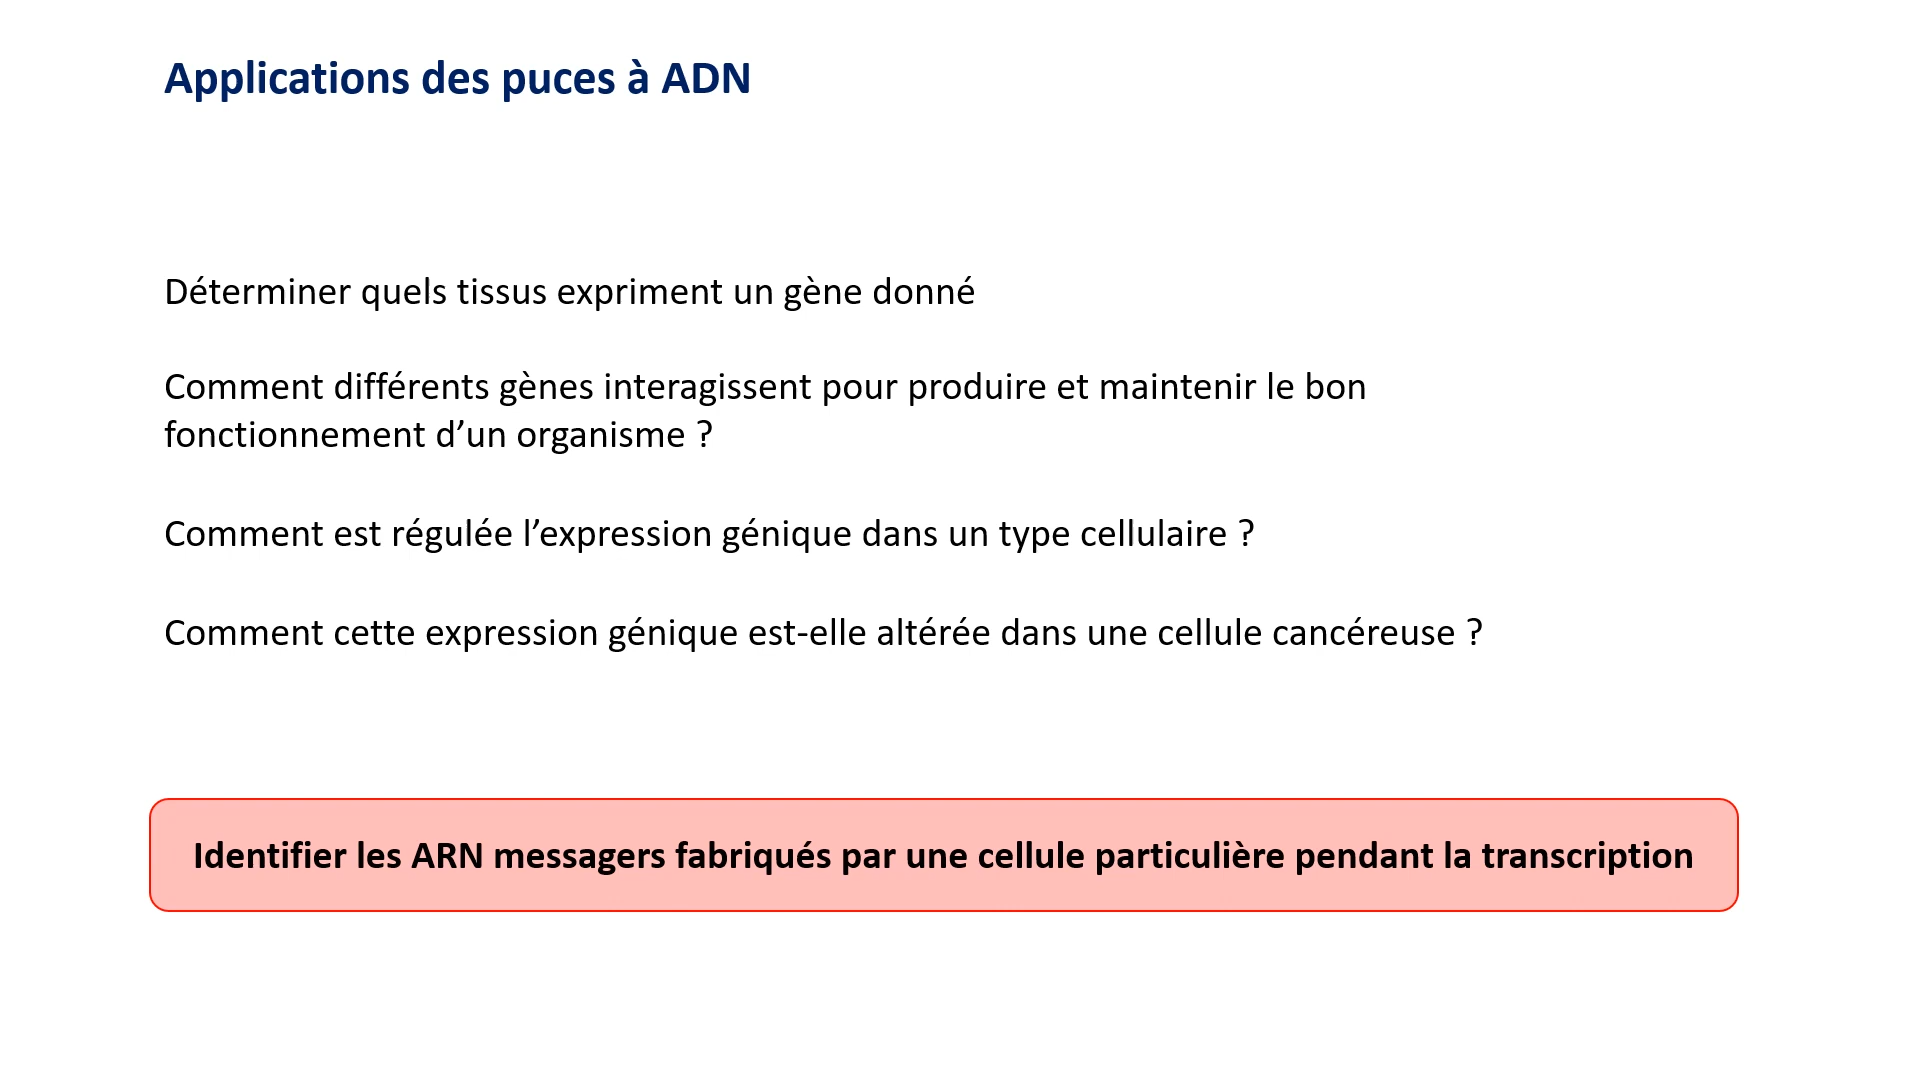 Applications des puces à ADN
Déterminer quels tissus expriment un gène donné
Comment différents gènes interagissent pour produire et maintenir le bon
fonctionnement d’un organisme ?
Comment est régulée l’expression génique dans un type cellulaire ?
Comment cette expression génique est-elle altérée dans une cellule cancéreuse ?
Identifier les ARN messagers fabriqués par une cellule particulière pendant la transcription